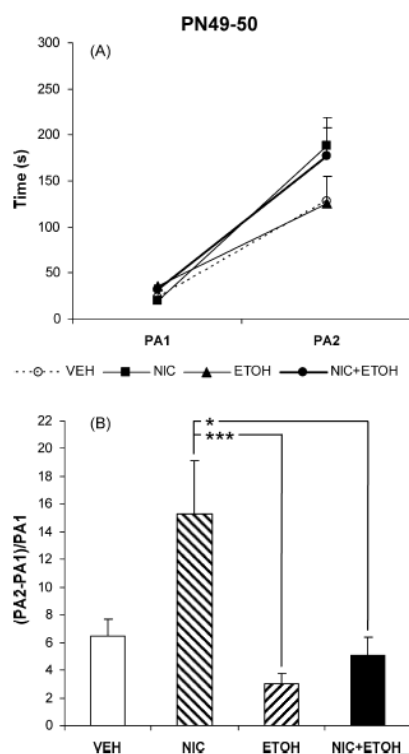 PN49-50
(A)
300
250
200
150
100
50
0
Time (s)
PA1 PA2
VEH NIC ETOH NIC+ETOH
(B)
22
20
18
16
14
12
10
8
6
4
2
0
(PA2-PA1)/PA1
*
***
VEH NIC ETOH NIC+ETOH